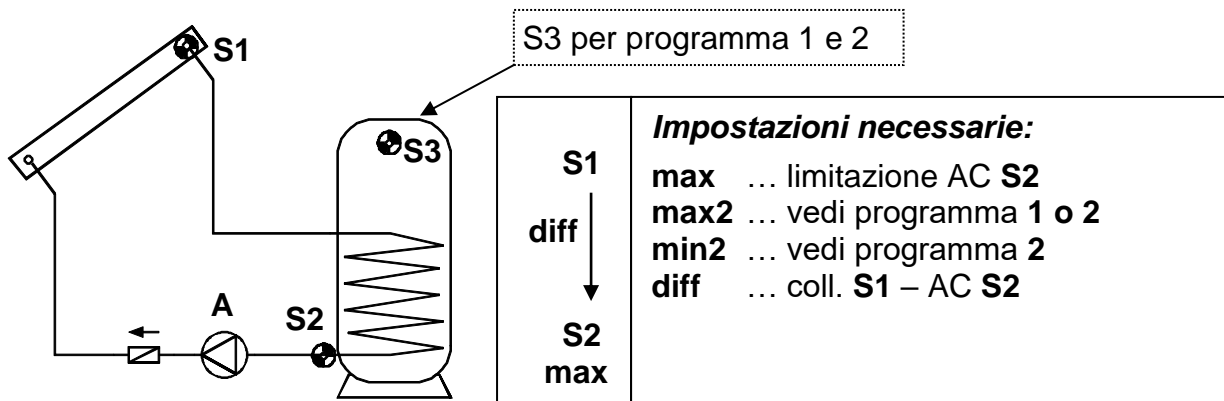 S1
S3 per programma 1 e 2
S3
A
S2
S1
diff
S2
max
Impostazioni necessarie:
max … limitazione AC S2
max2 … vedi programma 1 o 2
min2 … vedi programma 2
diff … coll. S1 – AC S2